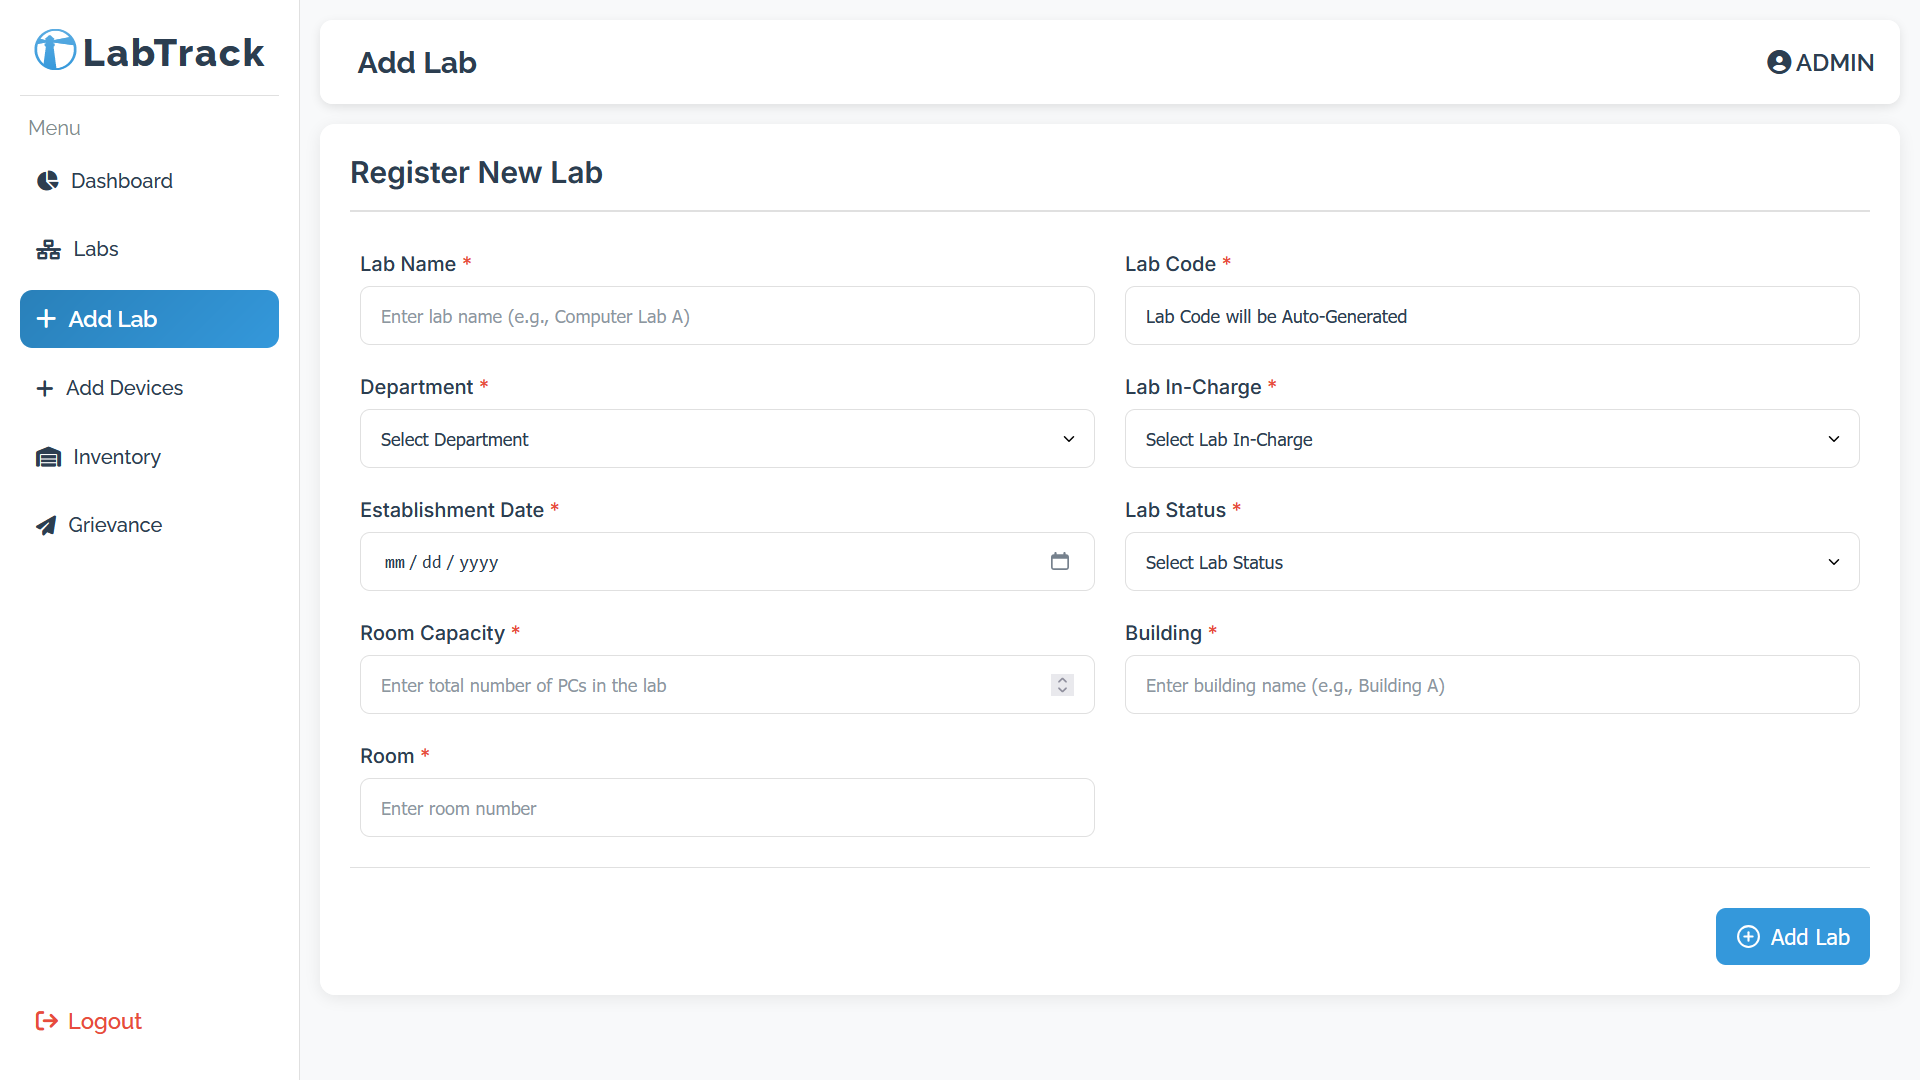 LabTrack
Menu
Dashboard
Labs
Add Lab
Add Devices
Inventory
Grievance
Logout
Add Lab
ADMIN
Register New Lab
Lab Name *
Enter lab name (e.g., Computer Lab A)
Lab Code *
Lab Code will be Auto-Generated
Department *
Select Department
Lab In-Charge *
Select Lab In-Charge
Establishment Date *
mm / dd / yyyy
Lab Status *
Select Lab Status
Room Capacity *
Enter total number of PCs in the lab
Building *
Enter building name (e.g., Building A)
Room *
Enter room number
Add Lab